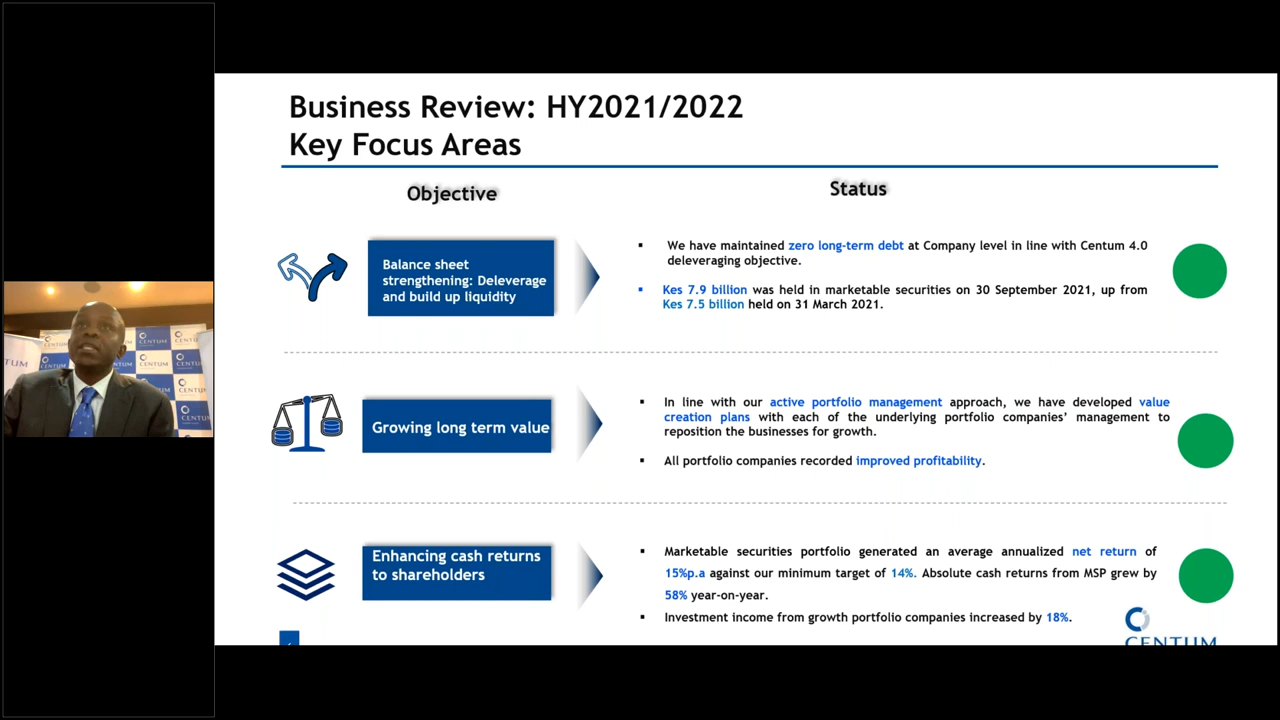 Business Review: HY2021/2022
Key Focus Areas
Objective
Status
Balance sheet
strengthening: Deleverage
and build up liquidity
▪ We have maintained zero long-term debt at Company level in line with Centum 4.0
deleveraging objective.
▪ Kes 7.9 billion was held in marketable securities on 30 September 2021, up from
Kes 7.5 billion held on 31 March 2021.
Growing long term value
▪ In line with our active portfolio management approach, we have developed value
creation plans with each of the underlying portfolio companies’ management to
reposition the businesses for growth.
▪ All portfolio companies recorded improved profitability.
Enhancing cash returns
to shareholders
▪ Marketable securities portfolio generated an average annualized net return of
15%p.a against our minimum target of 14%. Absolute cash returns from MSP grew by
58% year-on-year.
▪ Investment income from growth portfolio companies increased by 18%.
CENTUM
CENTUM
CENTUM
CENTUM